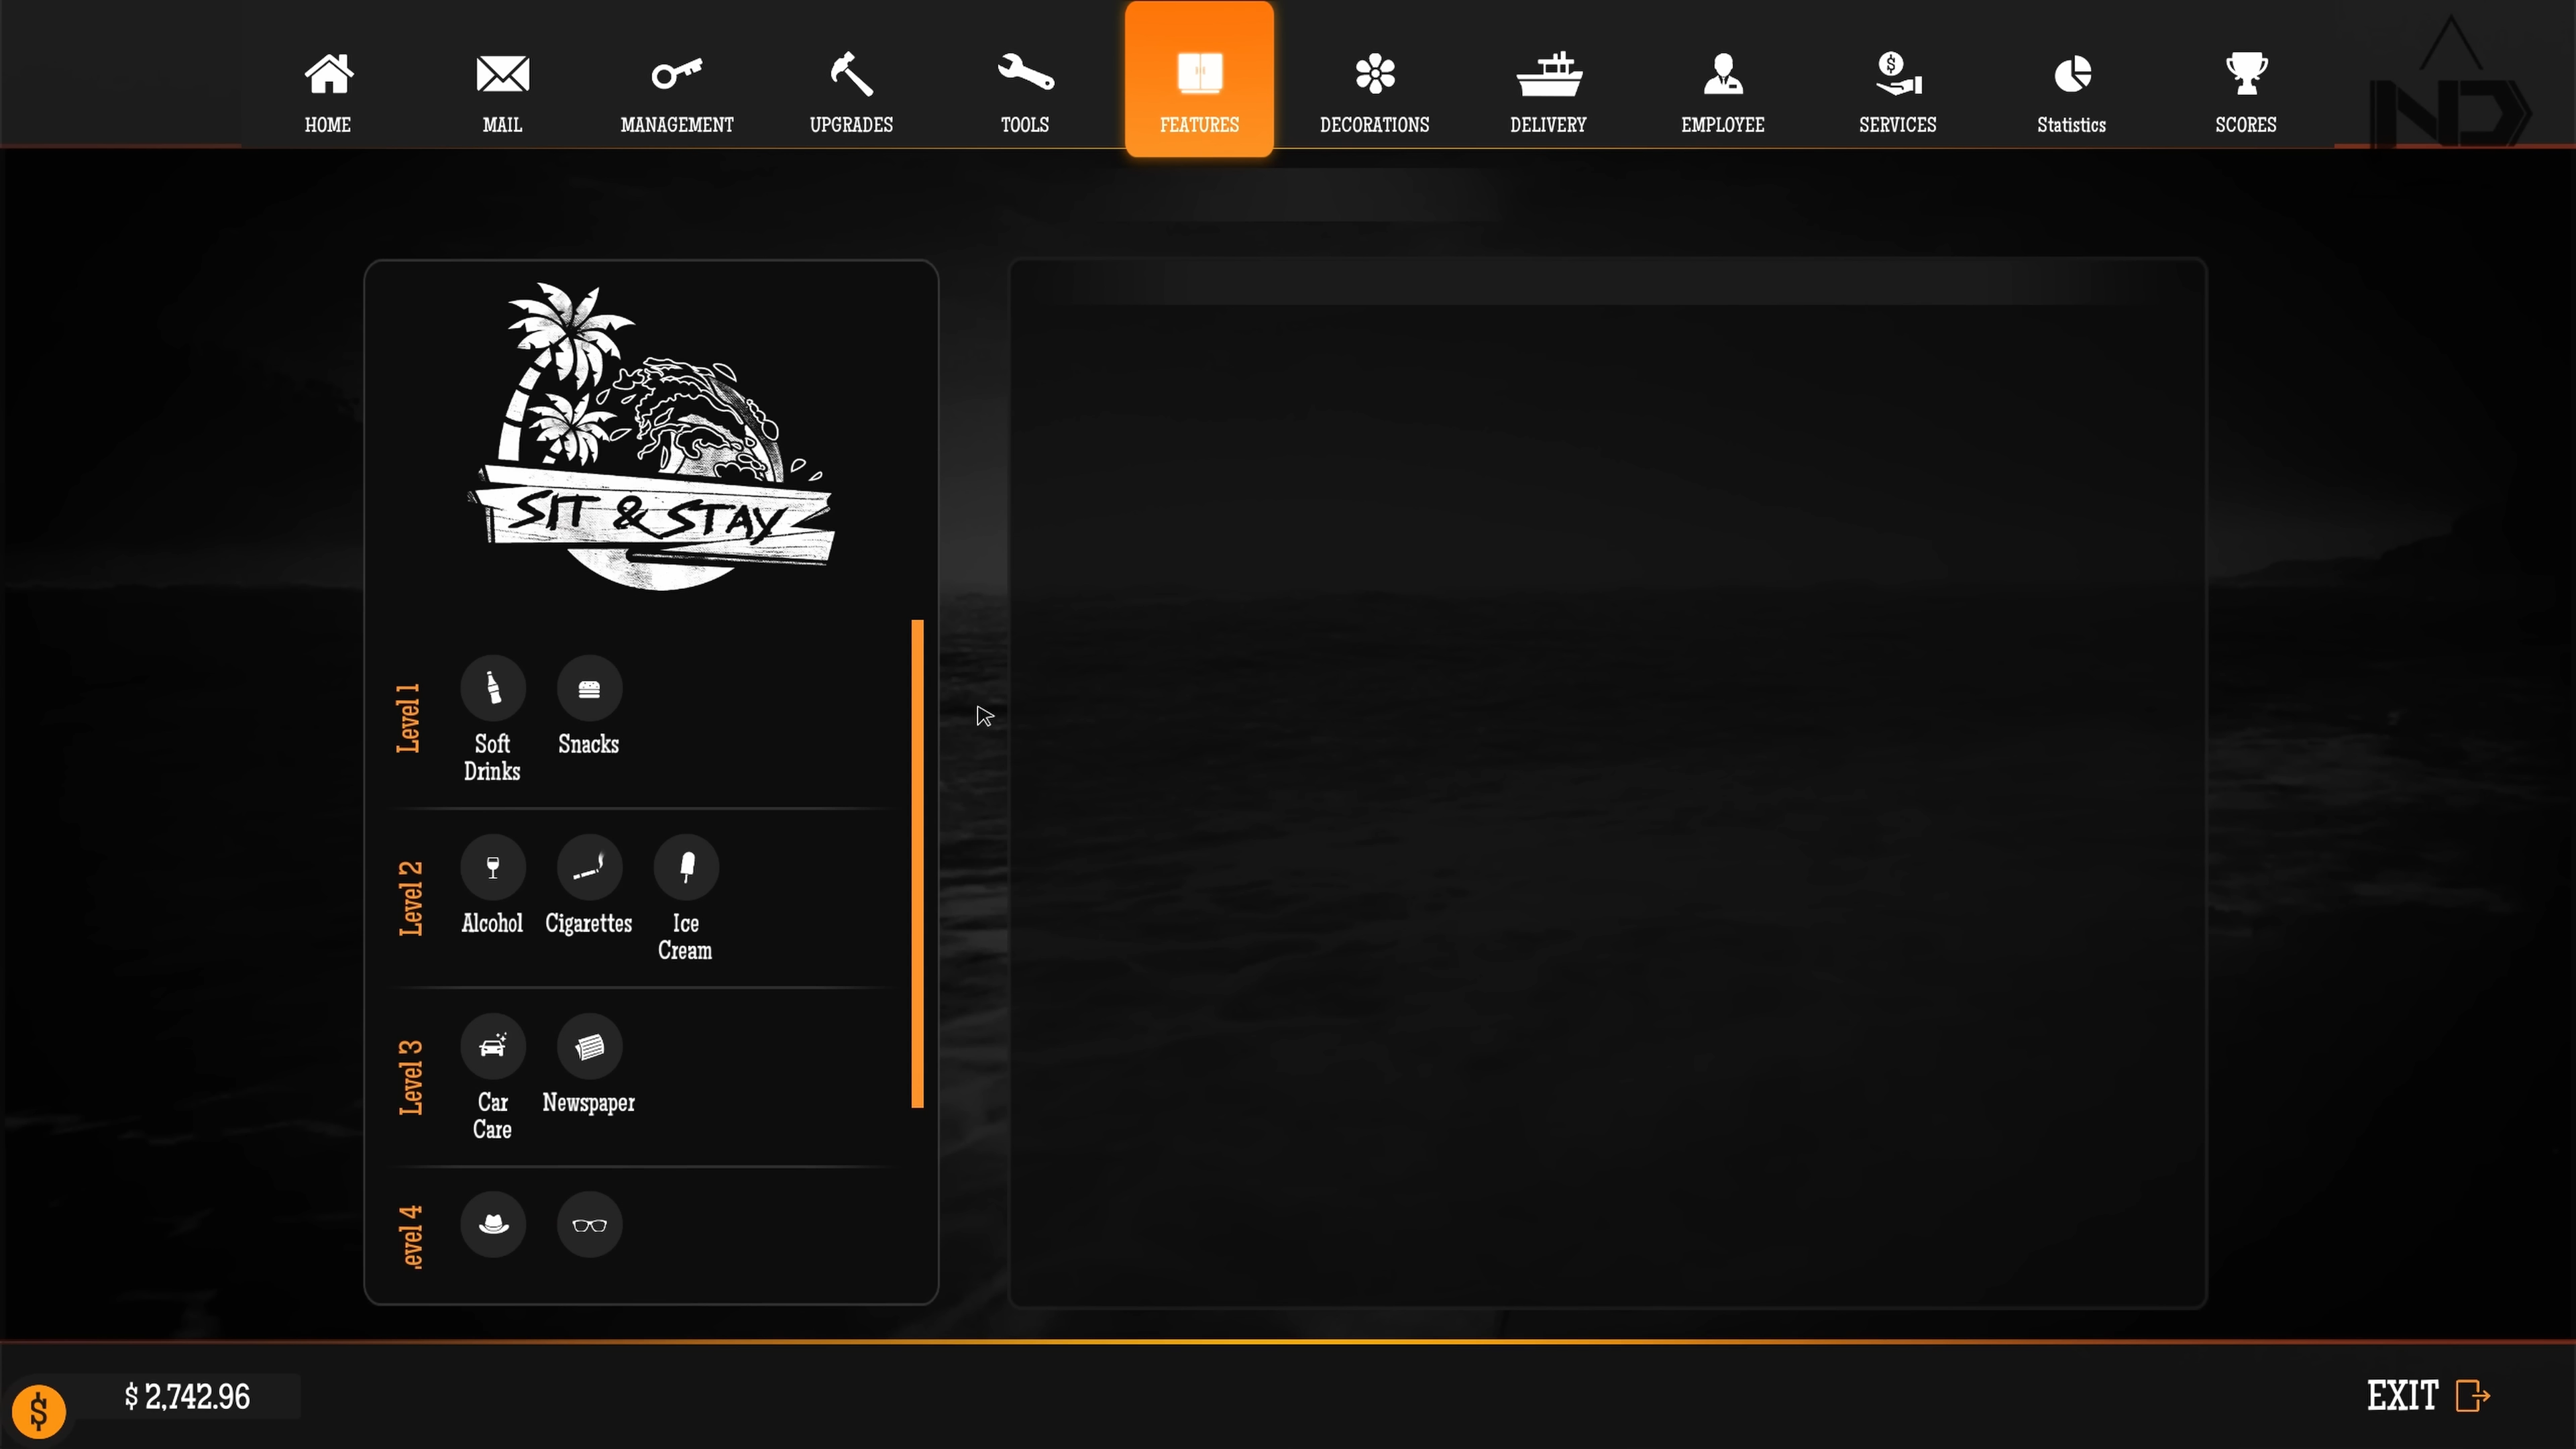 HOME
MAIL
MANAGEMENT
UPGRADES
TOOLS
FEATURES
DECORATIONS
DELIVERY
EMPLOYEE
SERVICES
Statistics
SCORES
ND
SIT & STAY
Level 1
Soft
Drinks
Snacks
Level 2
Alcohol
Cigarettes
Ice
Cream
Level 3
Car
Care
Newspaper
evel 4
$ 2,742.96
EXIT